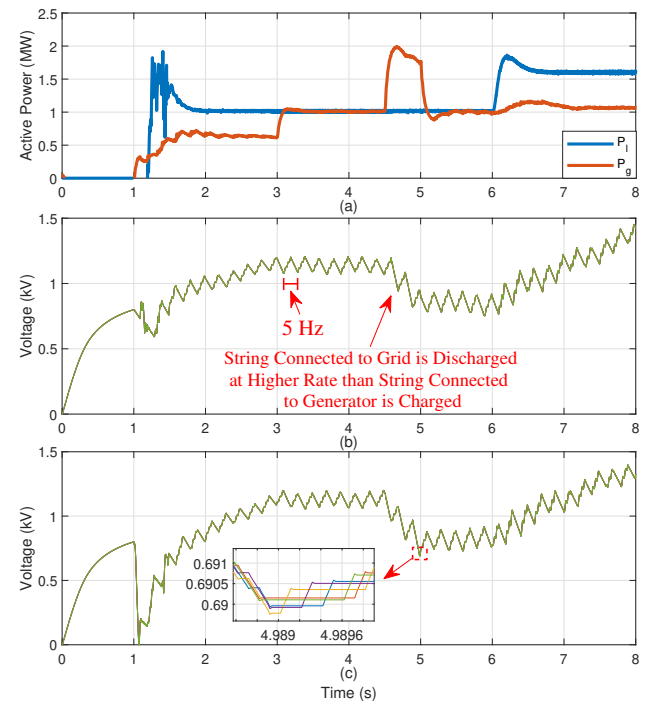 2.5
2
1.5
1
0.5
0
Active Power (MW)
P_l
P_g
0 1 2 3 4 5 6 7 8
(a)
1.5
1
0.5
0
Voltage (kV)
5 Hz
String Connected to Grid is Discharged
at Higher Rate than String Connected
to Generator is Charged
0 1 2 3 4 5 6 7 8
(b)
1.5
1
0.5
0
Voltage (kV)
0.691
0.6905
0.69
4.989 4.9896
0 1 2 3 4 5 6 7 8
(c)
Time (s)